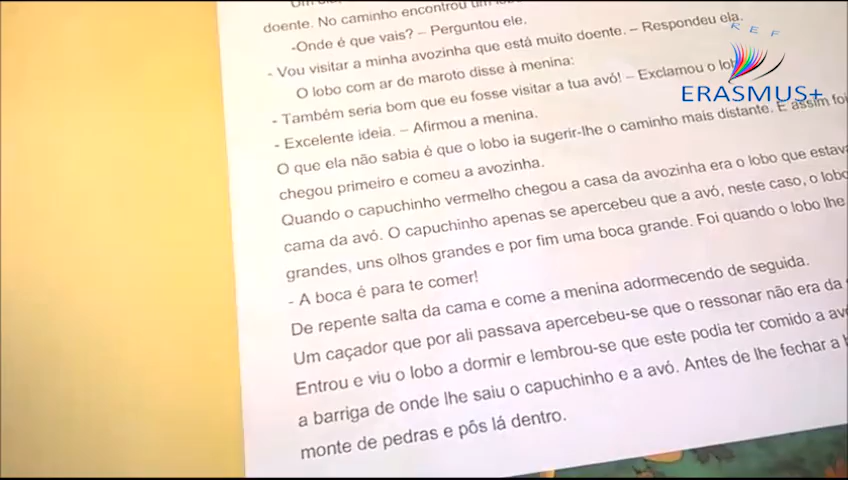 doente. No caminho encontrou um
-Onde é que vais? – Perguntou ele.
- Vou visitar a minha avozinha que está muito doente. – Respondeu ela.
O lobo com ar de maroto disse à menina:
- Também seria bom que eu fosse visitar a tua avó! – Exclamou o
- Excelente ideia. – Afirmou a menina.
O que ela não sabia é que o lobo ia sugerir-lhe o caminho mais distante. E assim foi
chegou primeiro e comeu a avozinha.
Quando o capuchinho vermelho chegou a casa da avozinha era o lobo que estava
cama da avó. O capuchinho apenas se apercebeu que a avó, neste caso, o lobo
grandes, uns olhos grandes e por fim uma boca grande. Foi quando o lobo lhe
- A boca é para te comer!
De repente salta da cama e come a menina adormecendo de seguida.
Um caçador que por ali passava apercebeu-se que o ressonar não era da
Entrou e viu o lobo a dormir e lembrou-se que este podia ter comido a avó
a barriga de onde lhe saiu o capuchinho e a avó. Antes de lhe fechar a
monte de pedras e pôs lá dentro.
REF
ERASMUS+